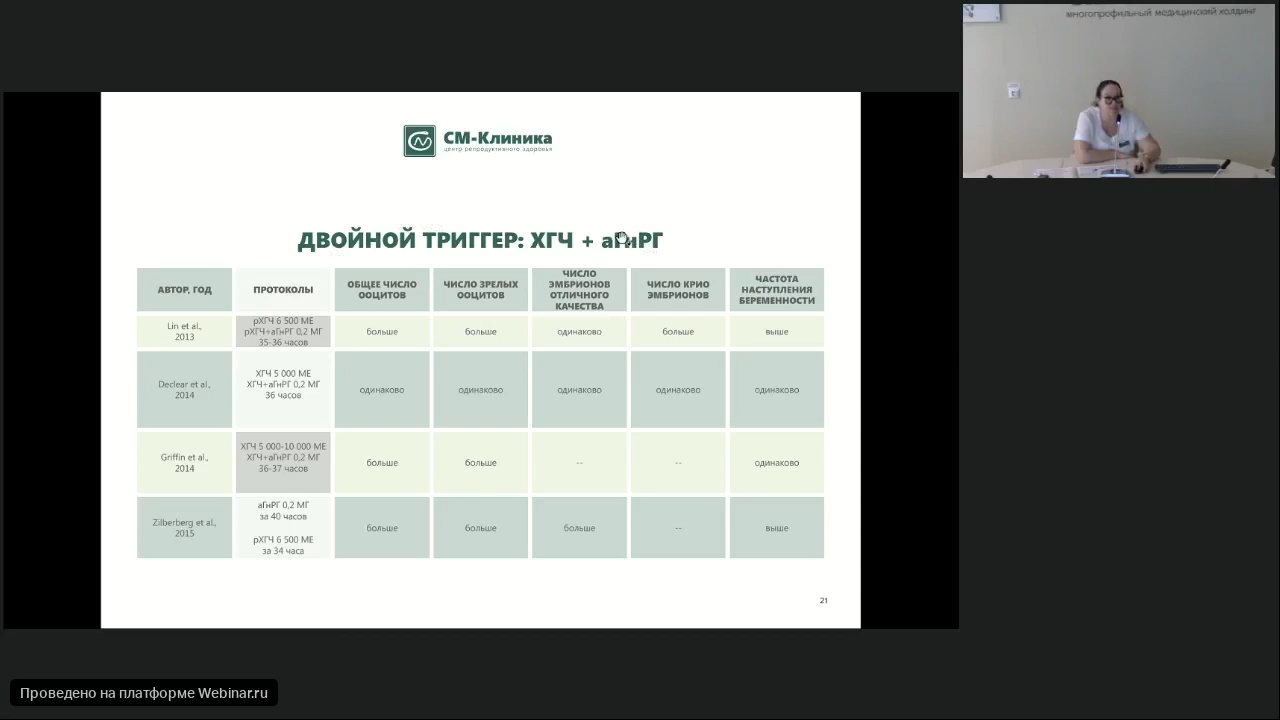 многопрофильный медицинский холдинг
СМ-Клиника
центр репродуктивного здоровья
ДВОЙНОЙ ТРИГГЕР: ХГЧ + аГнРГ
АВТОР, ГОД
ПРОТОКОЛЫ
ОБЩЕЕ ЧИСЛО
ООЦИТОВ
ЧИСЛО ЗРЕЛЫХ
ООЦИТОВ
ЧИСЛО
ЭМБРИОНОВ
ОТЛИЧНОГО
КАЧЕСТВА
ЧИСЛО КРИО
ЭМБРИОНОВ
ЧАСТОТА
НАСТУПЛЕНИЯ
БЕРЕМЕННОСТИ
Lin et al.,
2013
рХГЧ 6 500 МЕ
рХГЧ+аГнРГ 0,2 МГ
35-36 часов
больше
больше
одинаково
больше
выше
Declear et al.,
2014
ХГЧ 5 000 МЕ
ХГЧ+аГнРГ 0,2 МГ
36 часов
одинаково
одинаково
одинаково
одинаково
одинаково
Griffin et al.,
2014
ХГЧ 5 000-10 000 МЕ
ХГЧ+аГнРГ 0,2 МГ
36-37 часов
больше
больше
--
--
одинаково
Zilberberg et al.,
2015
аГнРГ 0,2 МГ
за 40 часов
рХГЧ 6 500 МЕ
за 34 часа
больше
больше
больше
--
выше
21
Проведено на платформе Webinar.ru